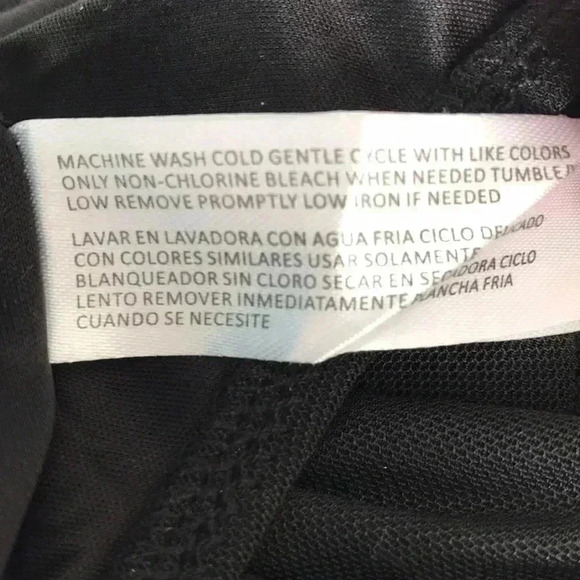 MACHINE WASH COLD GENTLE CYCLE WITH LIKE COLORS
ONLY NON-CHLORINE BLEACH WHEN NEEDED TUMBLE
LOW REMOVE PROMPTLY LOW IRON IF NEEDED
LAVAR EN LAVADORA CON AGUA FRIA CICLO DELICADO
CON COLORES SIMILARES USAR SOLAMENTE
BLANQUEADOR SIN CLORO SECAR EN SECADORA CICLO
LENTO REMOVER INMEDIATAMENTE PLANCHA FRIA
CUANDO SE NECESITE